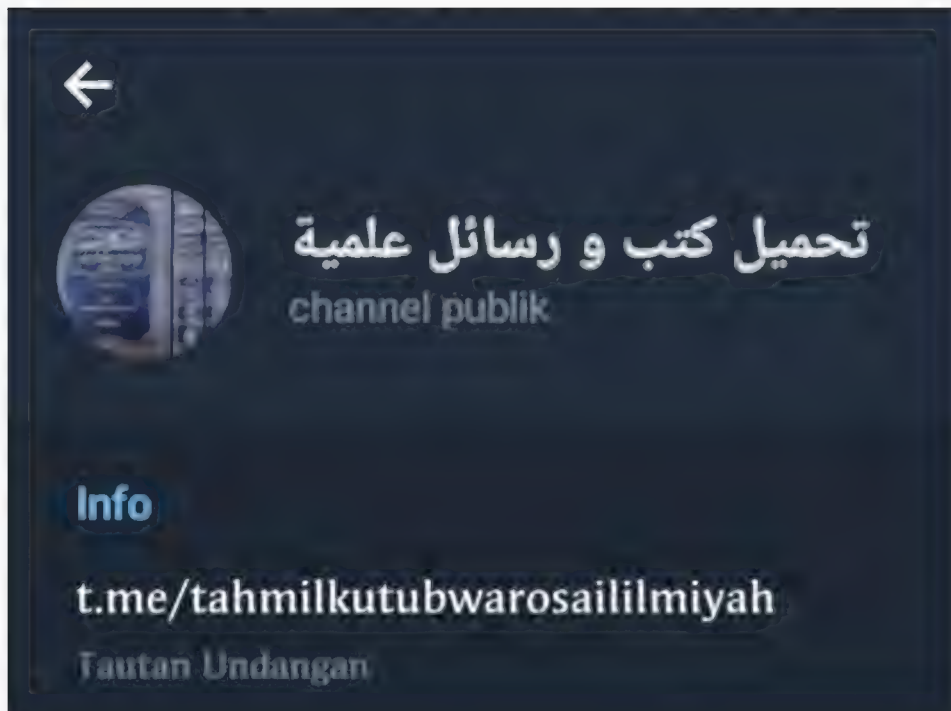 تحميل كتب و رسائل علمية
channel publik
Info
t.me/tahmilkutubwarosaililmiyah
Tautan Undangan